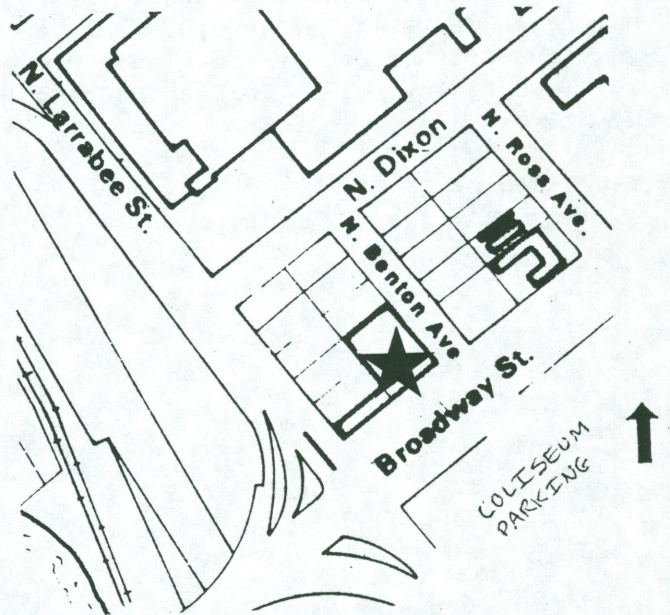 N. Larrabee St.
N. Dixon
N. Ross Ave.
N. Benton Ave
Broadway St.
COLISEUM
PARKING